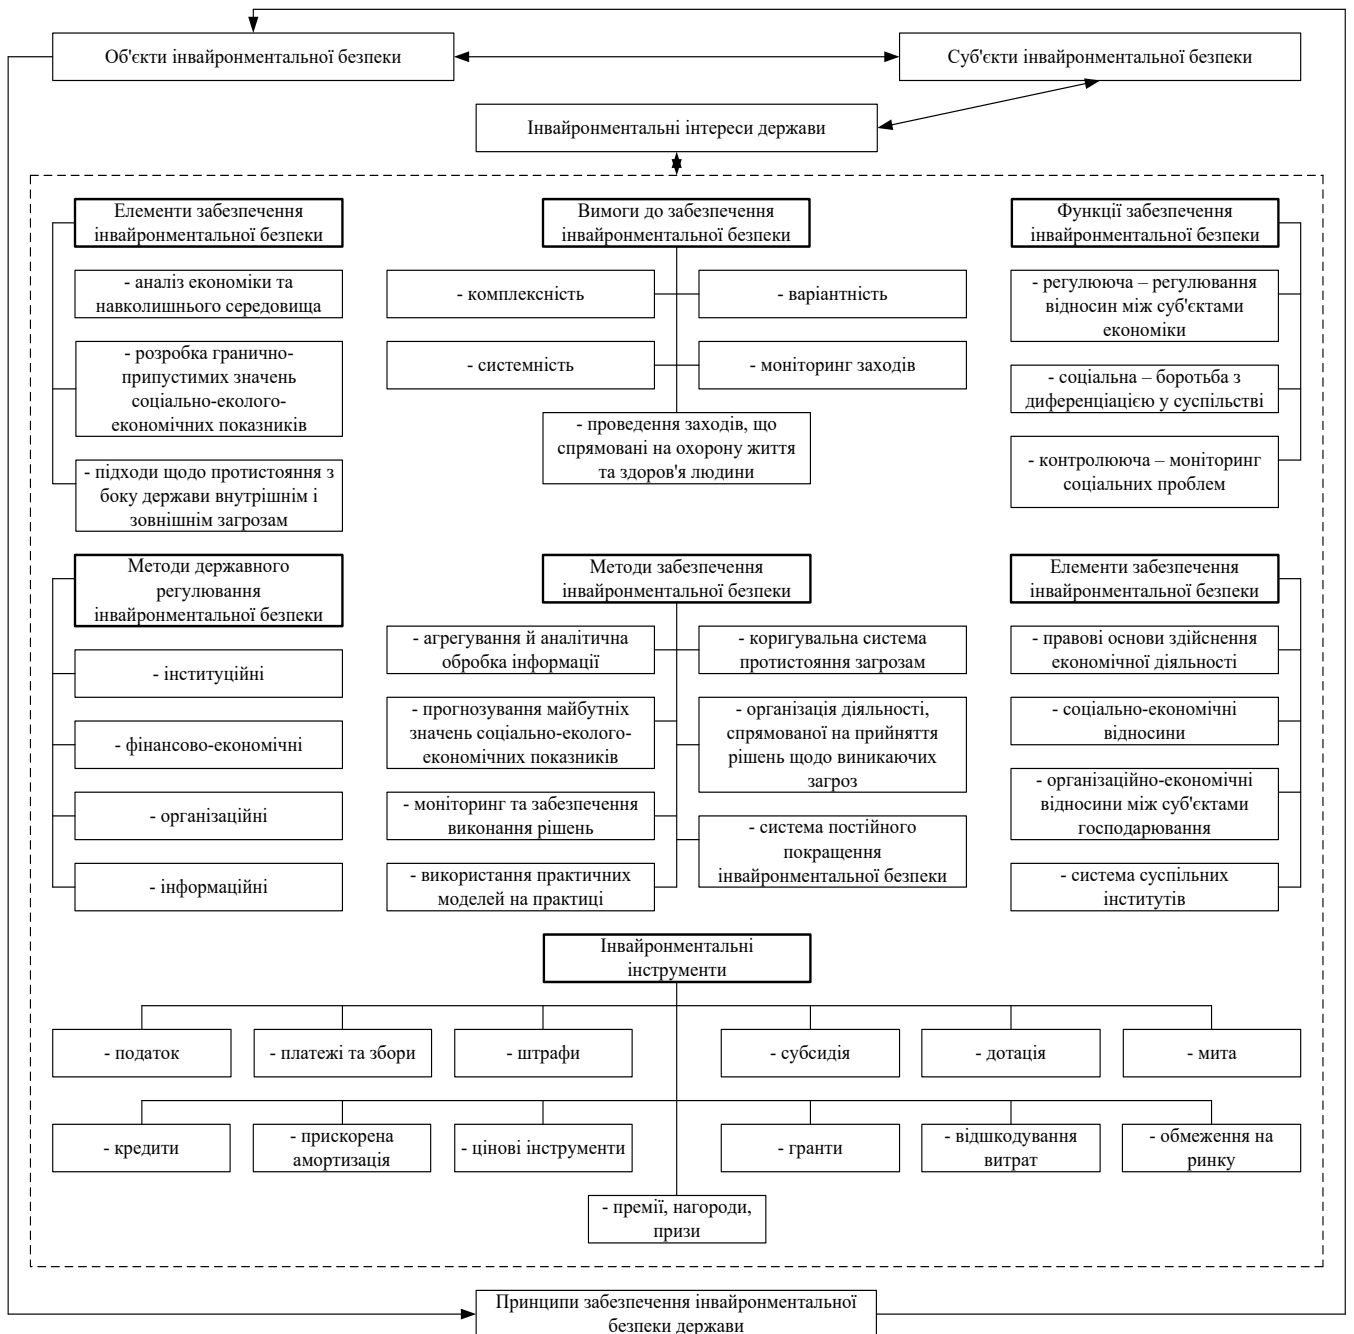 Об'єкти інвайронментальної безпеки
Суб'єкти інвайронментальної безпеки
Інвайронментальні інтереси держави
Елементи забезпечення
інвайронментальної безпеки
- аналіз економіки та
навколишнього середовища
- розробка гранично-
припустимих значень
соціально-еколого-
економічних показників
- підходи щодо протистояння з
боку держави внутрішнім і
зовнішнім загрозам
Вимоги до забезпечення
інвайронментальної безпеки
- комплексність
- варіантність
- системність
- моніторинг заходів
- проведення заходів, що
спрямовані на охорону життя
та здоров'я людини
Функції забезпечення
інвайронментальної безпеки
- регулююча – регулювання
відносин між суб'єктами
економіки
- соціальна – боротьба з
диференціацією у суспільстві
- контролююча – моніторинг
соціальних проблем
Методи державного
регулювання
інвайронментальної безпеки
- інституційні
- фінансово-економічні
- організаційні
- інформаційні
Методи забезпечення
інвайронментальної безпеки
- агрегування й аналітична
обробка інформації
- коригувальна система
протистояння загрозам
- прогнозування майбутніх
значень соціально-еколого-
економічних показників
- організація діяльності,
спрямованої на прийняття
рішень щодо виникаючих
загроз
- моніторинг та забезпечення
виконання рішень
- система постійного
покращення
інвайронментальної безпеки
- використання практичних
моделей на практиці
Елементи забезпечення
інвайронментальної безпеки
- правові основи здійснення
економічної діяльності
- соціально-економічні
відносини
- організаційно-економічні
відносини між суб'єктами
господарювання
- система суспільних
інститутів
Інвайронментальні
інструменти
- податок
- платежі та збори
- штрафи
- субсидія
- дотація
- мита
- кредити
- прискорена
амортизація
- цінові інструменти
- гранти
- відшкодування
витрат
- обмеження на
ринку
- премії, нагороди,
призи
Принципи забезпечення інвайронментальної
безпеки держави